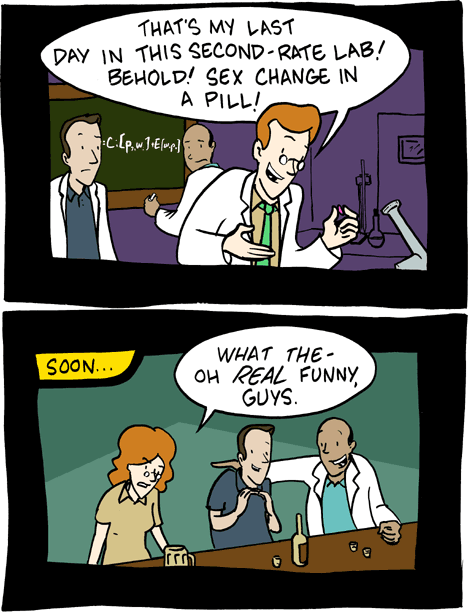 THAT'S MY LAST
DAY IN THIS SECOND-RATE LAB!
BEHOLD! SEX CHANGE IN
A PILL!
SOON...
WHAT THE-
OH REAL FUNNY,
GUYS.